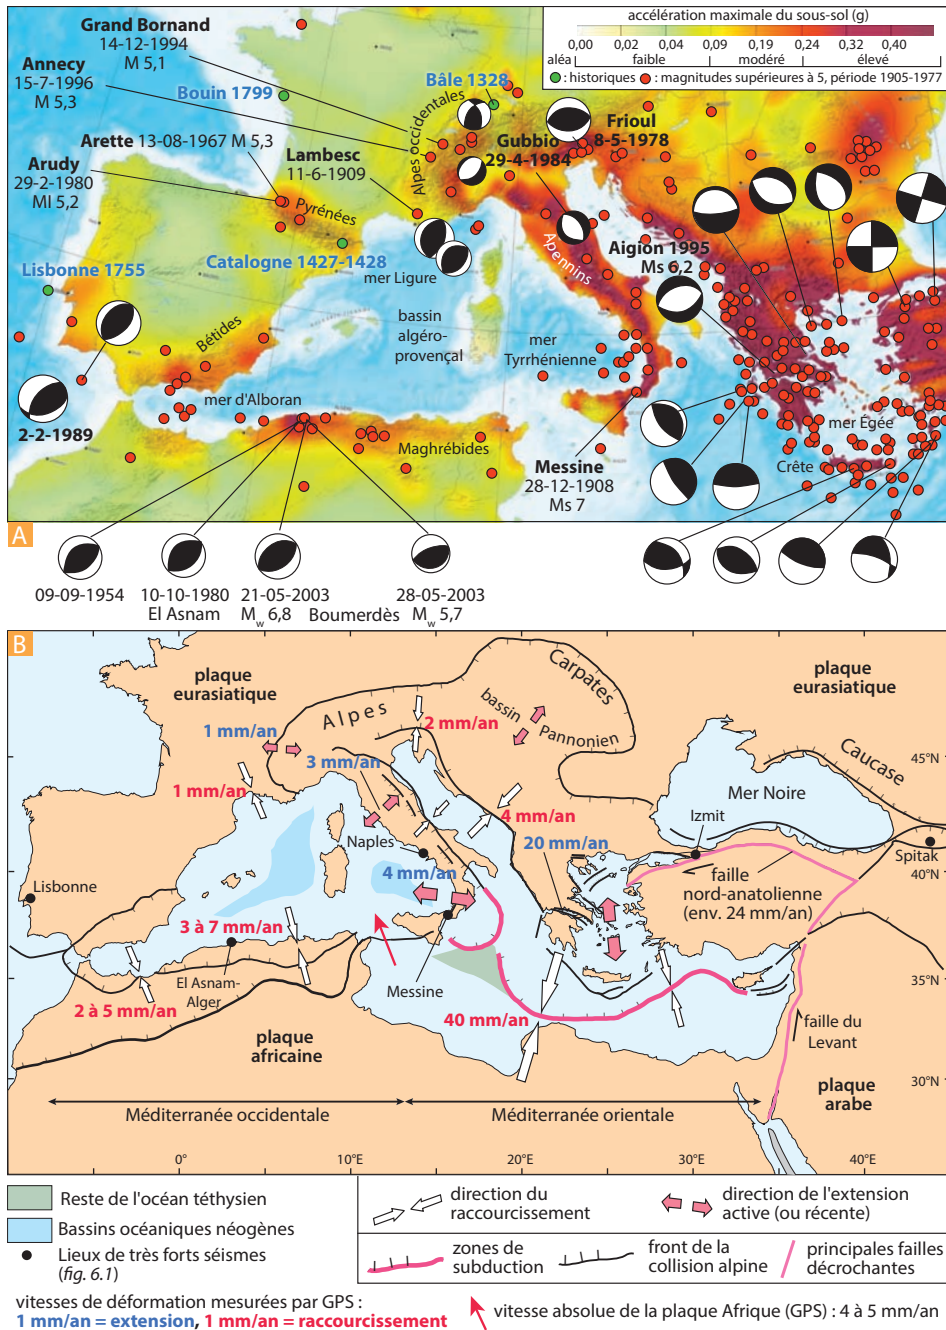 Grand Bornand
14-12-1994
M 5,1
Annecy
15-7-1996
M 5,3
Bouin 1799
Bâle 1328
accélération maximale du sous-sol (g)
0,00 0,02 0,04 0,09 0,19 0,24 0,32 0,40
aléa faible modéré élevé
: historiques : magnitudes supérieures à 5, période 1905-1977
Alpes occidentales
Frioul
8-5-1978
Gubbio
29-4-1984
Arette 13-08-1967 M 5,3
Arudy
29-2-1980
Ml 5,2
Lambesc
11-6-1909
Pyrénées
Lisbonne 1755
Catalogne 1427-1428
mer Ligure
Apennins
Aigion 1995
Ms 6,2
bassin
algéro-
provençal
mer
Tyrrhénienne
Bétides
mer d'Alboran
2-2-1989
Maghrébides
mer Égée
Crête
Messine
28-12-1908
Ms 7
A
09-09-1954
10-10-1980
El Asnam
21-05-2003
Mw 6,8
Boumerdès
28-05-2003
Mw 5,7
B
plaque
eurasiatique
Carpates
plaque
eurasiatique
Alpes
bassin
Pannonien
1 mm/an
2 mm/an
3 mm/an
1 mm/an
Caucase
45°N
Mer Noire
4 mm/an
Izmit
20 mm/an
Naples
Spitak
40°N
4 mm/an
Lisbonne
faille
nord-anatolienne
(env. 24 mm/an)
3 à 7 mm/an
El Asnam-
Alger
Messine
35°N
2 à 5 mm/an
40 mm/an
faille du
Levant
plaque
africaine
plaque
arabe
30°N
Méditerranée occidentale
Méditerranée orientale
0° 10°E 20°E 30°E 40°E
Reste de l'océan téthysien
Bassins océaniques néogènes
Lieux de très forts séismes
(fig. 6.1)
direction du
raccourcissement
direction de l'extension
active (ou récente)
zones de
subduction
front de la
collision alpine
principales failles
décrochantes
vitesses de déformation mesurées par GPS :
1 mm/an = extension, 1 mm/an = raccourcissement
vitesse absolue de la plaque Afrique (GPS) : 4 à 5 mm/an